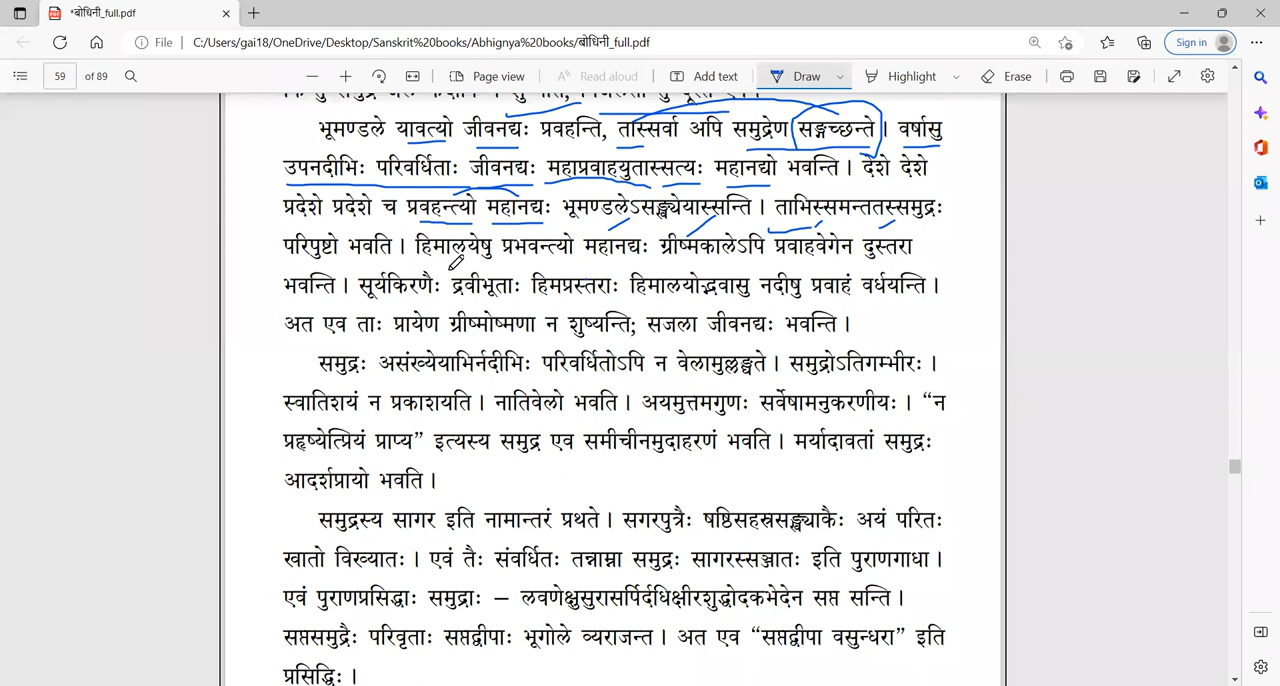 *बोधिनी_full.pdf
File
C:/Users/gai18/OneDrive/Desktop/Sanskrit%20books/Abhignya%20books/बोधिनी_full.pdf
Sign in
59 of 89
Page view
Read aloud
Add text
Draw
Highlight
Erase
भूमण्डले यावत्यो जीवनद्यः प्रवहन्ति, तास्सर्वा अपि समुद्रेण सङ्गच्छन्ते। वर्षासु
उपनदीभिः परिवर्धिताः जीवनद्यः महाप्रवाहयुतास्सत्यः महानद्यो भवन्ति। देशे देशे
प्रदेशे प्रदेशे च प्रवहन्त्यो महानद्यः भूमण्डलेऽसङ्ख्येयास्सन्ति। ताभिस्समन्ततस्समुद्रः
परिपुष्टो भवति। हिमालयेषु प्रभवन्त्यो महानद्यः ग्रीष्मकालेऽपि प्रवाहवेगेन दुस्तरा
भवन्ति। सूर्यकिरणैः द्रवीभूताः हिमप्रस्तराः हिमालयोद्भवासु नदीषु प्रवाहं वर्धयन्ति।
अत एव ताः प्रायेण ग्रीष्मोष्मणा न शुष्यन्ति; सजला जीवनद्यः भवन्ति।
समुद्रः असंख्येयाभिर्नदीभिः परिवर्धितोऽपि न वेलामुल्लङ्घते। समुद्रोऽतिगम्भीरः।
स्वातिशयं न प्रकाशयति। नातिवेलो भवति। अयमुत्तमगुणः सर्वेषामनुकरणीयः। “न
प्रहृष्येत्प्रियं प्राप्य” इत्यस्य समुद्र एव समीचीनमुदाहरणं भवति। मर्यादावतां समुद्रः
आदर्शप्रायो भवति।
समुद्रस्य सागर इति नामान्तरं प्रथते। सगरपुत्रैः षष्ठिसहस्रसङ्ख्याकैः अयं परितः
खातो विख्यातः। एवं तैः संवर्धितः तन्नाम्ना समुद्रः सागरस्सञ्जातः इति पुराणगाधा।
एवं पुराणप्रसिद्धाः समुद्राः – लवणेक्षुसुरासर्पिर्दधिक्षीरशुद्धोदकभेदेन सप्त सन्ति।
सप्तसमुद्रैः परिवृताः सप्तद्वीपाः भूगोले व्यराजन्त। अत एव “सप्तद्वीपा वसुन्धरा” इति
प्रसिद्धिः।